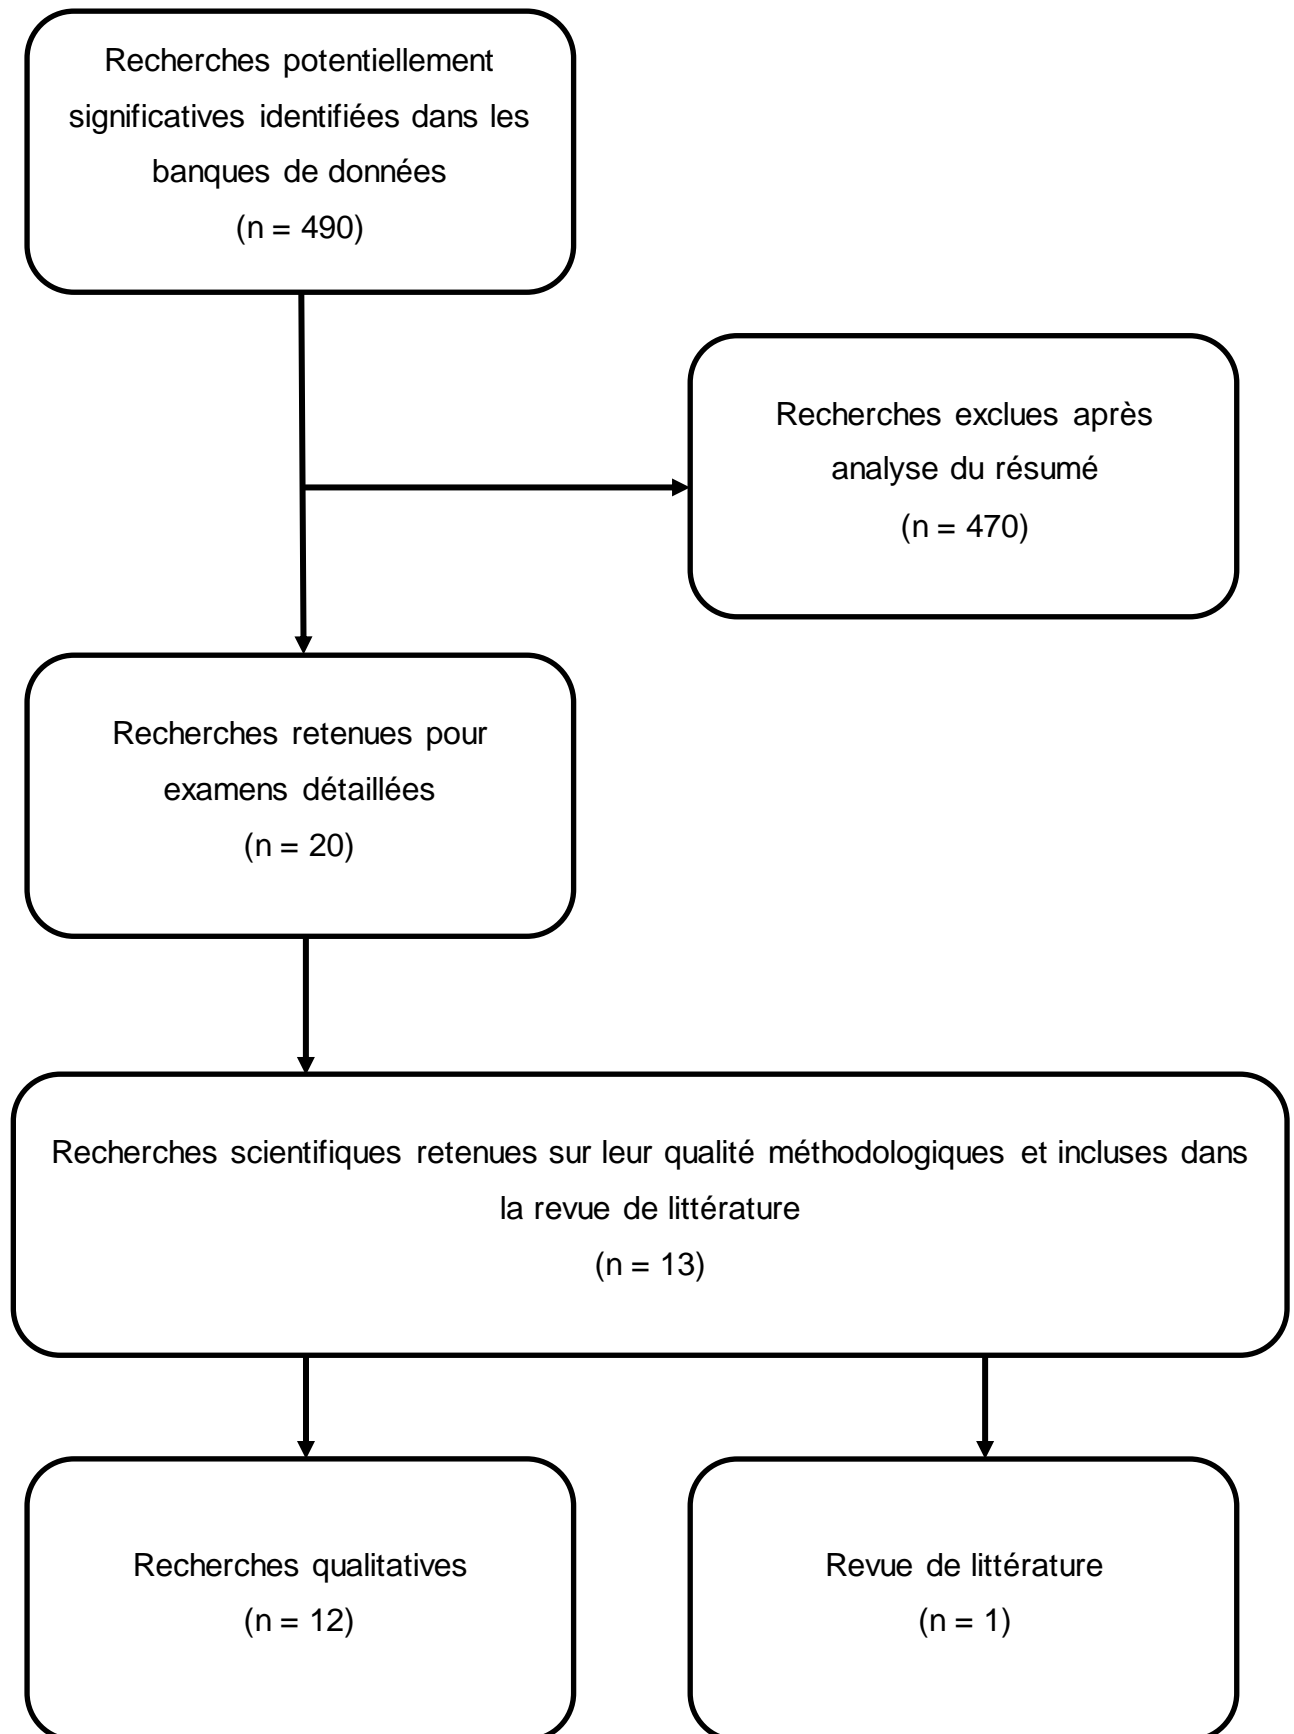 Recherches potentiellement
significatives identifiées dans les
banques de données
(n = 490)
Recherches exclues après
analyse du résumé
(n = 470)
Recherches retenues pour
examens détaillées
(n = 20)
Recherches scientifiques retenues sur leur qualité méthodologiques et incluses dans
la revue de littérature
(n = 13)
Recherches qualitatives
(n = 12)
Revue de littérature
(n = 1)